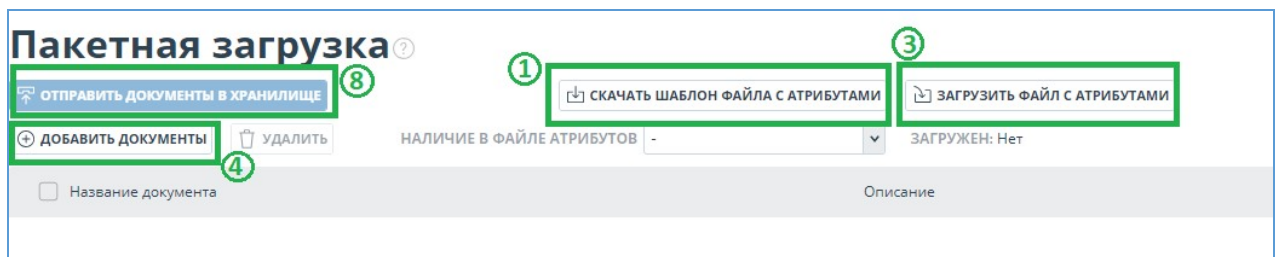 Пакетная загрузка ?
1 3
ОТПРАВИТЬ ДОКУМЕНТЫ В ХРАНИЛИЩЕ 8 СКАЧАТЬ ШАБЛОН ФАЙЛА С АТРИБУТАМИ ЗАГРУЗИТЬ ФАЙЛ С АТРИБУТАМИ
ДОБАВИТЬ ДОКУМЕНТЫ УДАЛИТЬ НАЛИЧИЕ В ФАЙЛЕ АТРИБУТОВ - ЗАГРУЖЕН: Нет
4
Название документа Описание